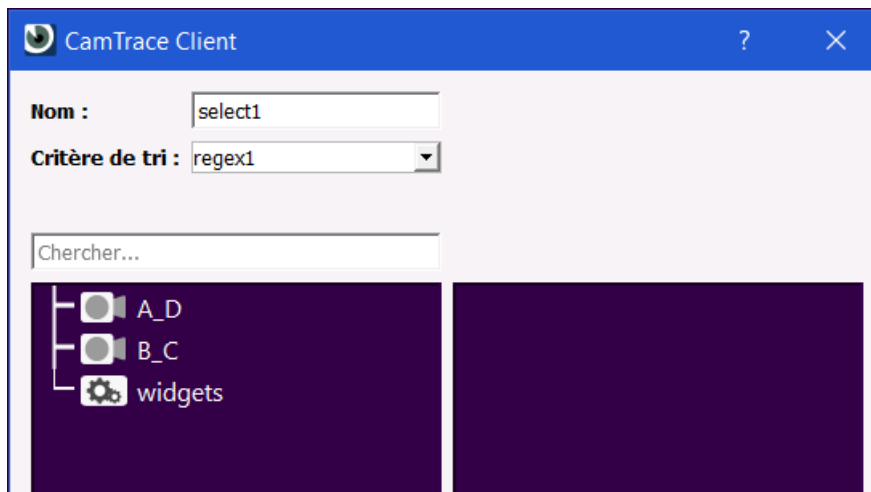 CamTrace Client ?
Nom : select1
Critère de tri : regex1
Chercher...
A_D
B_C
widgets